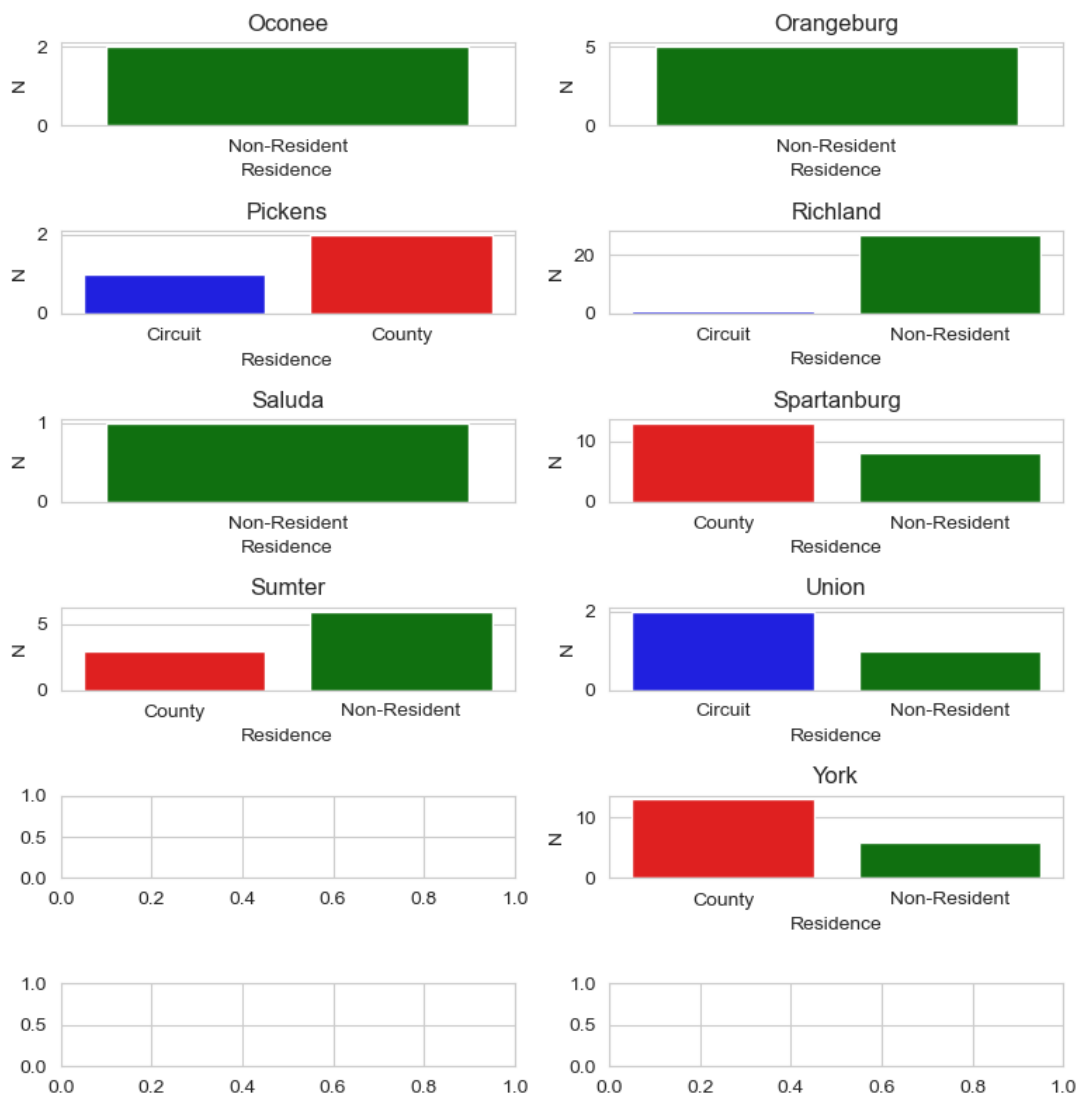 Oconee
2
0
N
Non-Resident
Residence
Orangeburg
5
0
N
Non-Resident
Residence
Pickens
2
0
N
Circuit County
Residence
Richland
20
0
N
Circuit Non-Resident
Residence
Saluda
1
0
N
Non-Resident
Residence
Spartanburg
10
0
N
County Non-Resident
Residence
Sumter
5
0
N
County Non-Resident
Residence
Union
2
0
N
Circuit Non-Resident
Residence
1.0
0.5
0.0
0.0 0.2 0.4 0.6 0.8 1.0
York
10
0
N
County Non-Resident
Residence
1.0
0.5
0.0
0.0 0.2 0.4 0.6 0.8 1.0
1.0
0.5
0.0
0.0 0.2 0.4 0.6 0.8 1.0